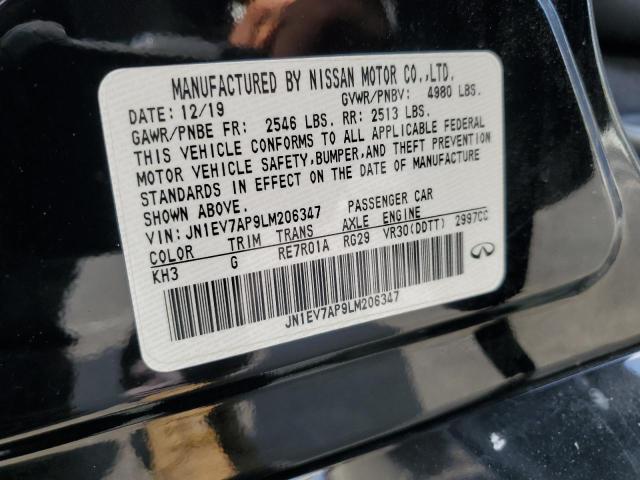 MANUFACTURED BY NISSAN MOTOR CO.,LTD.
DATE: 12/19 GVWR/PNBV: 4980 LBS.
GAWR/PNBE FR: 2546 LBS. RR: 2513 LBS.
THIS VEHICLE CONFORMS TO ALL APPLICABLE FEDERAL
MOTOR VEHICLE SAFETY,BUMPER,AND THEFT PREVENTION
STANDARDS IN EFFECT ON THE DATE OF MANUFACTURE
SHOWN ABOVE.
VIN: JN1EV7AP9LM206347 PASSENGER CAR
COLOR TRIM TRANS AXLE ENGINE
KH3 G RE7R01A RG29 VR30(DDTT) 2997CC
JN1EV7AP9LM206347